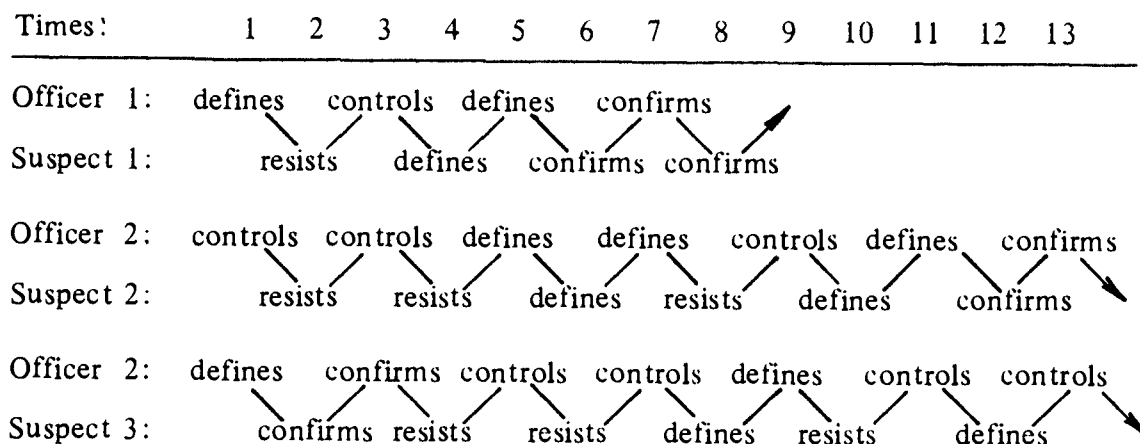 Times: 1 2 3 4 5 6 7 8 9 10 11 12 13
Officer 1: defines controls defines confirms
Suspect 1: resists defines confirms confirms
Officer 2: controls controls defines defines controls defines confirms
Suspect 2: resists resists defines resists defines confirms
Officer 2: defines confirms controls controls defines controls controls
Suspect 3: confirms resists resists defines resists defines